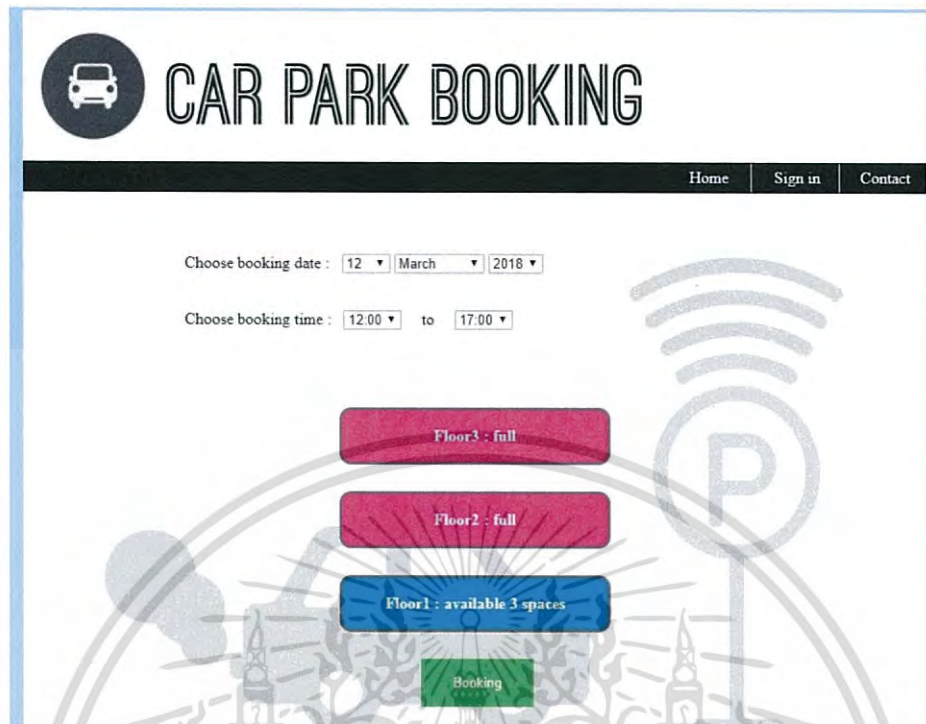 CAR PARK BOOKING
Home Sign in Contact
Choose booking date : 12 March 2018
Choose booking time : 12:00 to 17:00
Floor3 : full
P
Floor2 : full
Floor1 : available 3 spaces
Booking